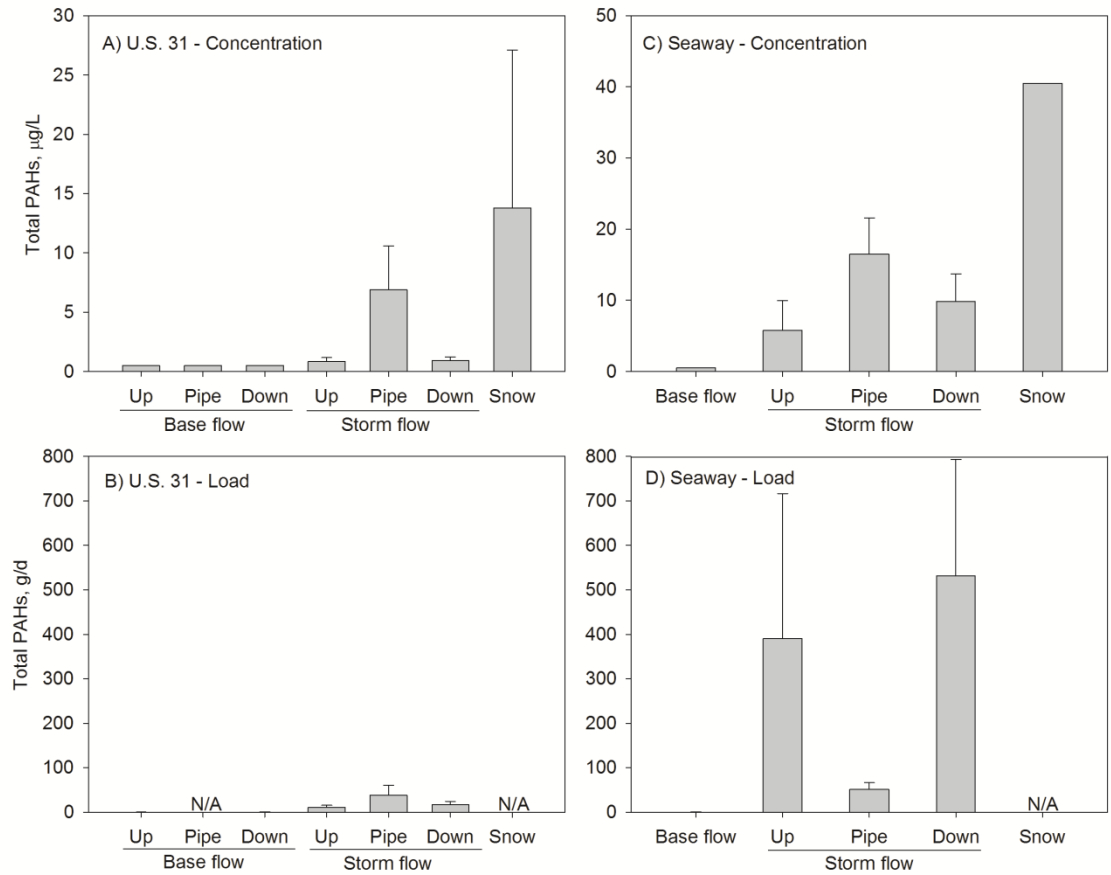 A) U.S. 31 - Concentration
Total PAHs, µg/L
30
25
20
15
10
5
0
Up Pipe Down Up Pipe Down Snow
Base flow Storm flow
C) Seaway - Concentration
50
40
30
20
10
0
Base flow Up Pipe Down Snow
Storm flow
B) U.S. 31 - Load
Total PAHs, g/d
800
700
600
500
400
300
200
100
0
N/A N/A
Up Pipe Down Up Pipe Down Snow
Base flow Storm flow
D) Seaway - Load
800
700
600
500
400
300
200
100
0
N/A
Base flow Up Pipe Down Snow
Storm flow